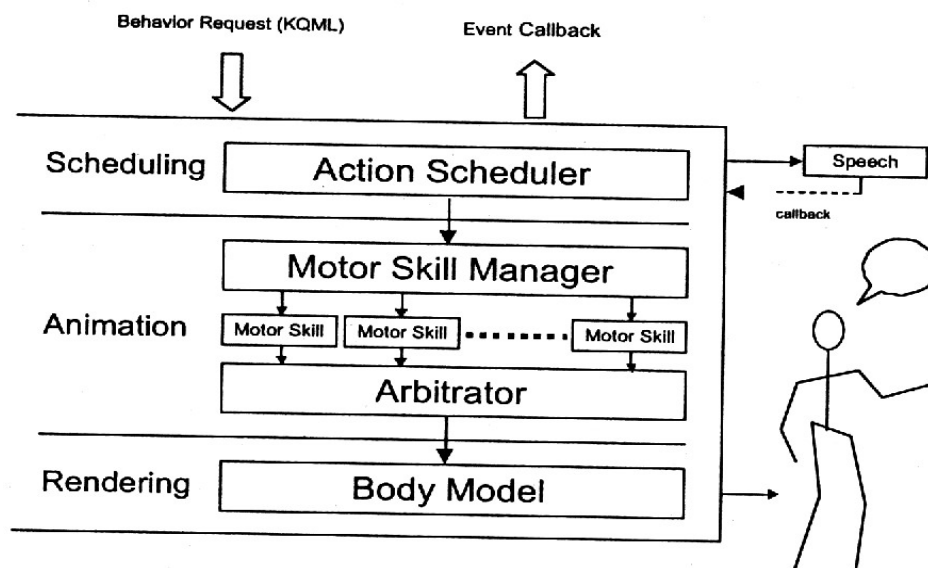 Behavior Request (KQML)
Event Callback
Scheduling
Action Scheduler
Speech
callback
Motor Skill Manager
Animation
Motor Skill
Motor Skill
Motor Skill
Arbitrator
Rendering
Body Model